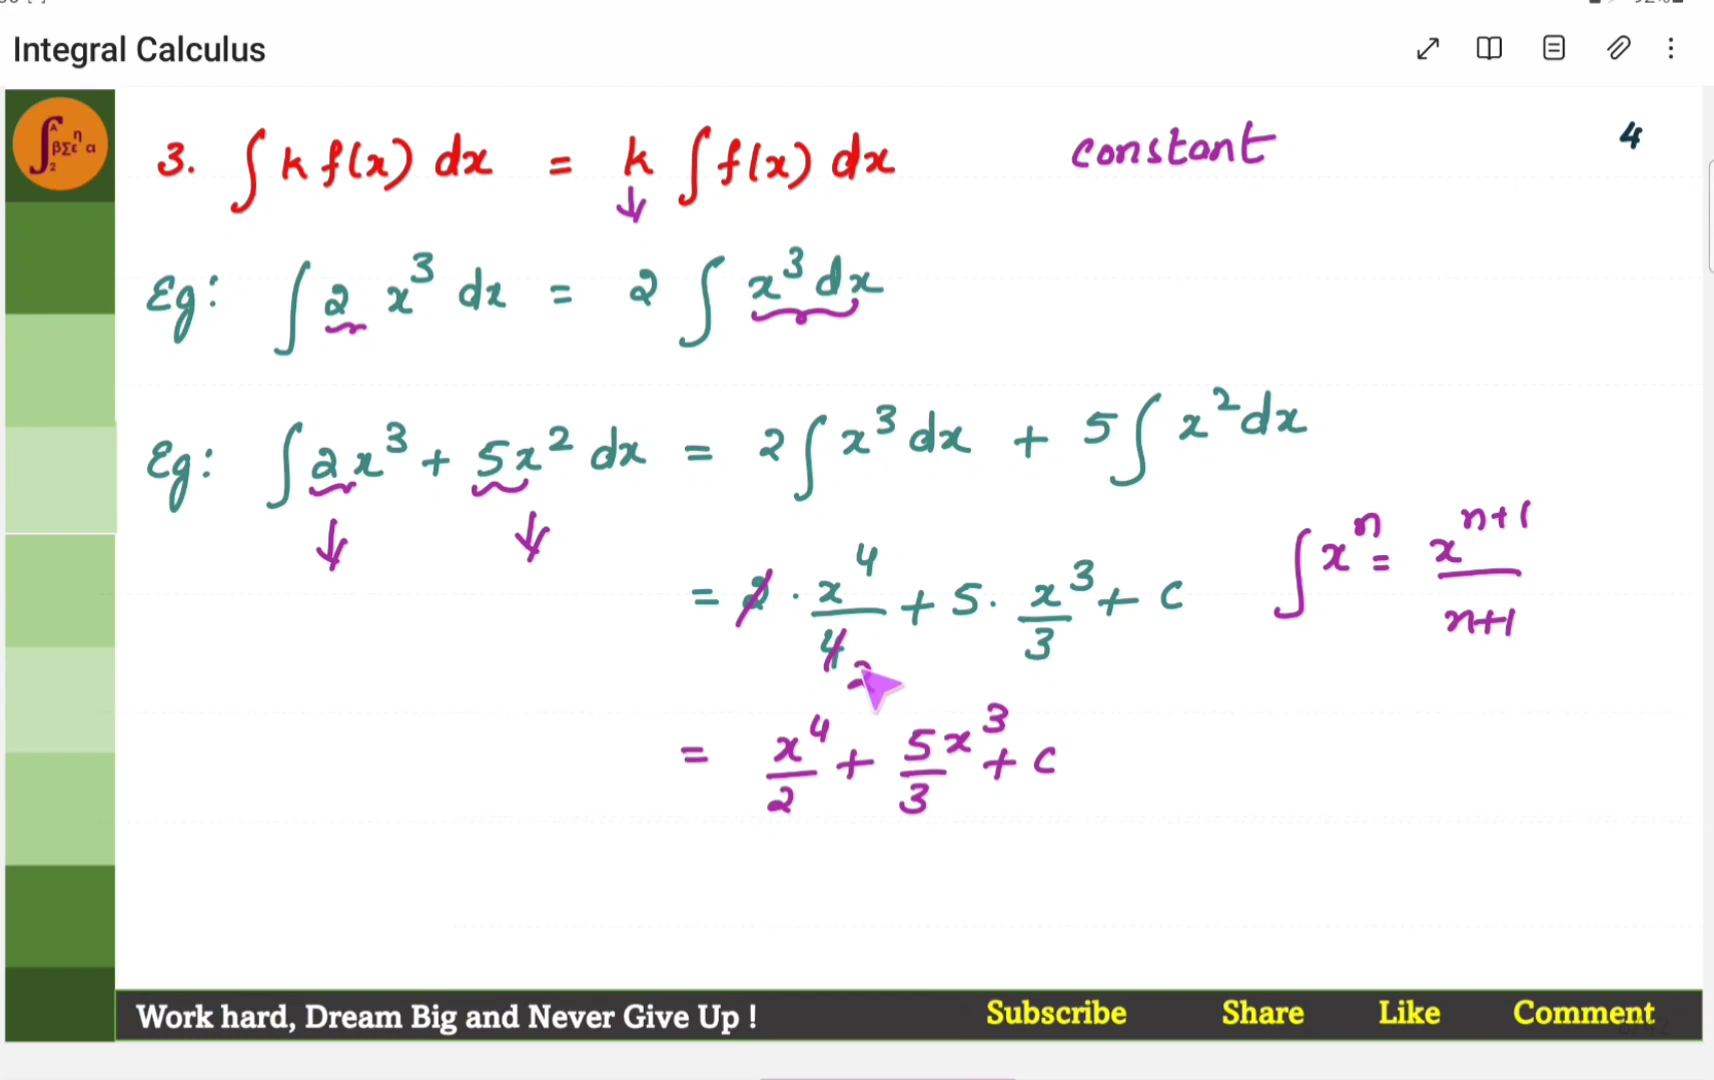 Integral Calculus
4
3. ∫ k f(x) dx = k ∫ f(x) dx constant
Eg: ∫ 2 x³ dx = 2 ∫ x³ dx
Eg: ∫ 2x³ + 5x² dx = 2 ∫ x³ dx + 5 ∫ x² dx
= 2 · x⁴/4 + 5 · x³/3 + c
∫ xⁿ = xⁿ⁺¹/n+1
= x⁴/2 + 5x³/3 + c
Work hard, Dream Big and Never Give Up ! Subscribe Share Like Comment